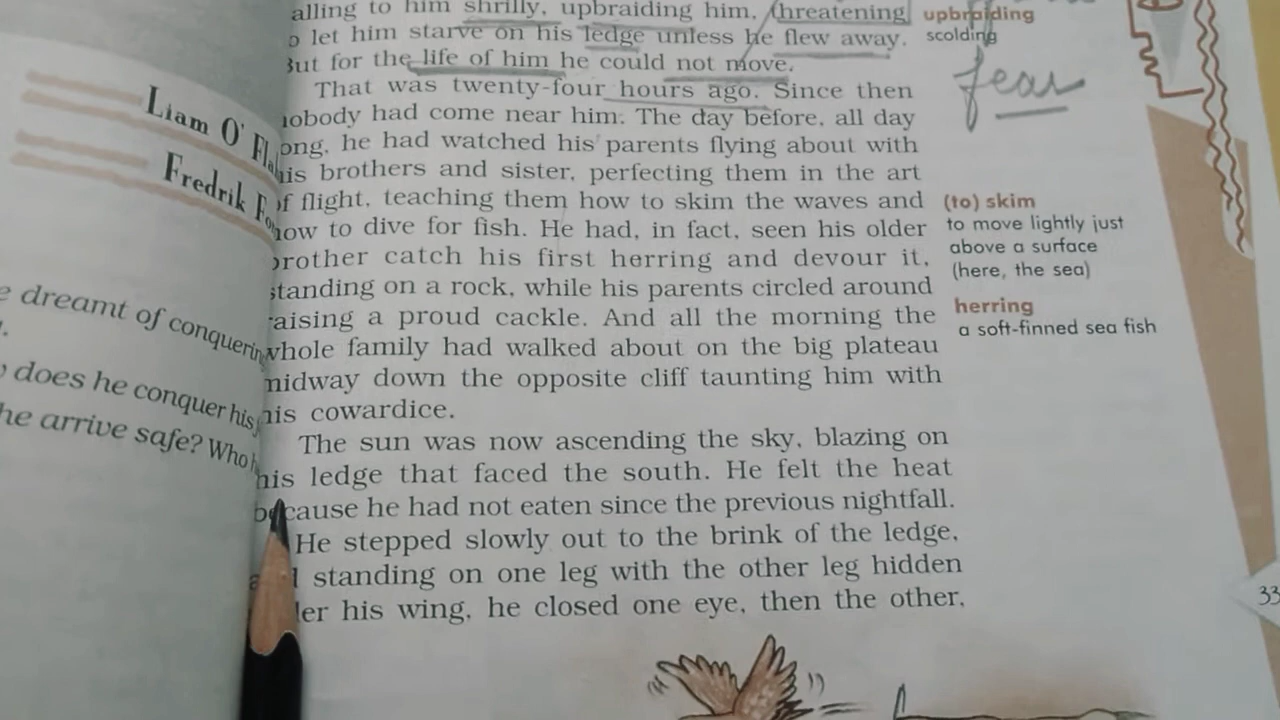 alling to him shrilly, upbraiding him, threatening
o let him starve on his ledge unless he flew away.
But for the life of him he could not move.
That was twenty-four hours ago. Since then
nobody had come near him. The day before, all day
ong, he had watched his parents flying about with
his brothers and sister, perfecting them in the art
of flight, teaching them how to skim the waves and
how to dive for fish. He had, in fact, seen his older
brother catch his first herring and devour it,
standing on a rock, while his parents circled around
raising a proud cackle. And all the morning the
whole family had walked about on the big plateau
midway down the opposite cliff taunting him with
his cowardice.
The sun was now ascending the sky, blazing on
his ledge that faced the south. He felt the heat
because he had not eaten since the previous nightfall.
He stepped slowly out to the brink of the ledge,
standing on one leg with the other leg hidden
der his wing, he closed one eye, then the other,
upbraiding
scolding
fear
(to) skim
to move lightly just
above a surface
(here, the sea)
herring
a soft-finned sea fish
33
Liam O' Fla
Fredrik Fo
e dreamt of conquering
does he conquer his
he arrive safe? Who h